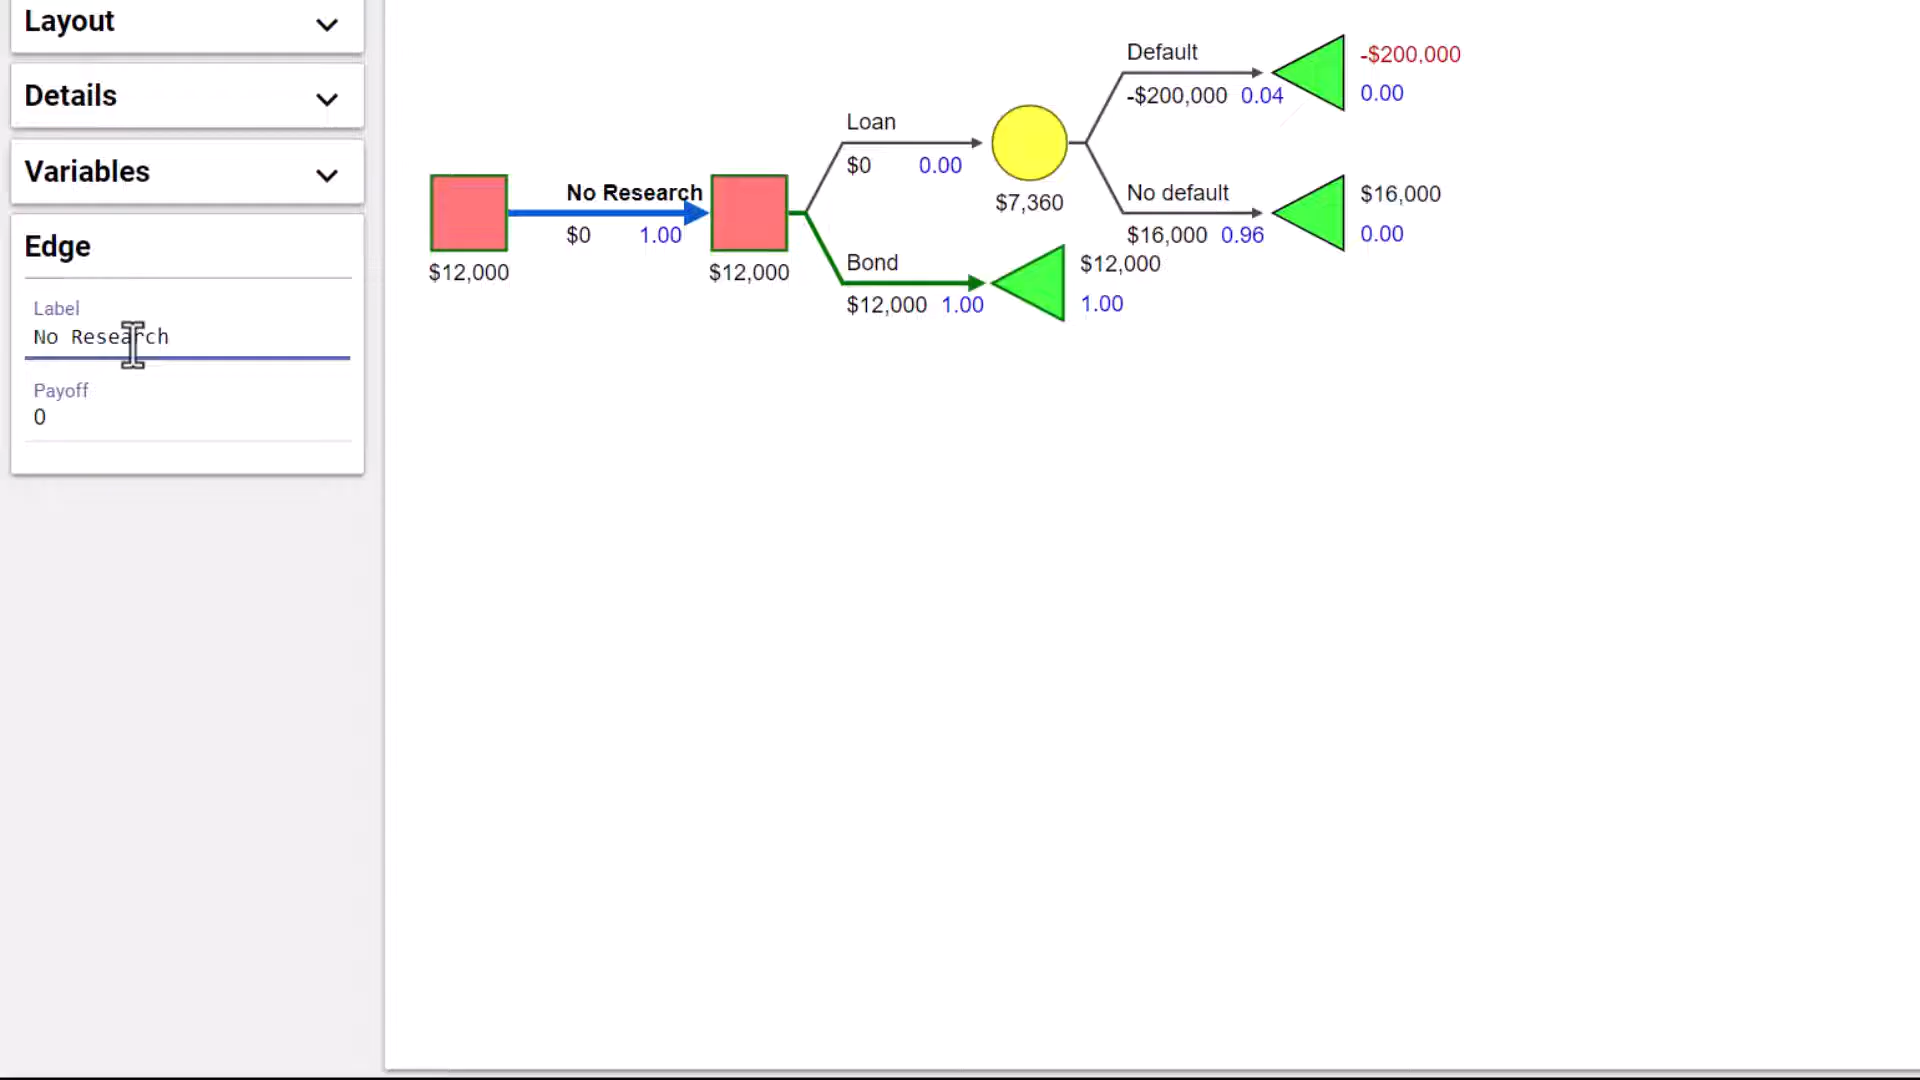 Layout
Details
Variables
Edge
Label
No Research
Payoff
0
$12,000
No Research
$0 1.00
$12,000
Loan
$0 0.00
$7,360
Default
-$200,000 0.04
-$200,000
0.00
No default
$16,000 0.96
$16,000
0.00
Bond
$12,000 1.00
$12,000
1.00